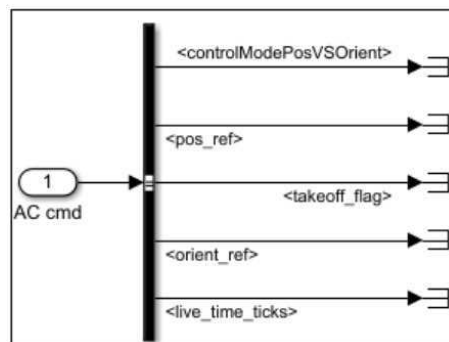 <controlModePosVSOrient>
<pos_ref>
1
<takeoff_flag>
AC cmd
<orient_ref>
<live_time_ticks>